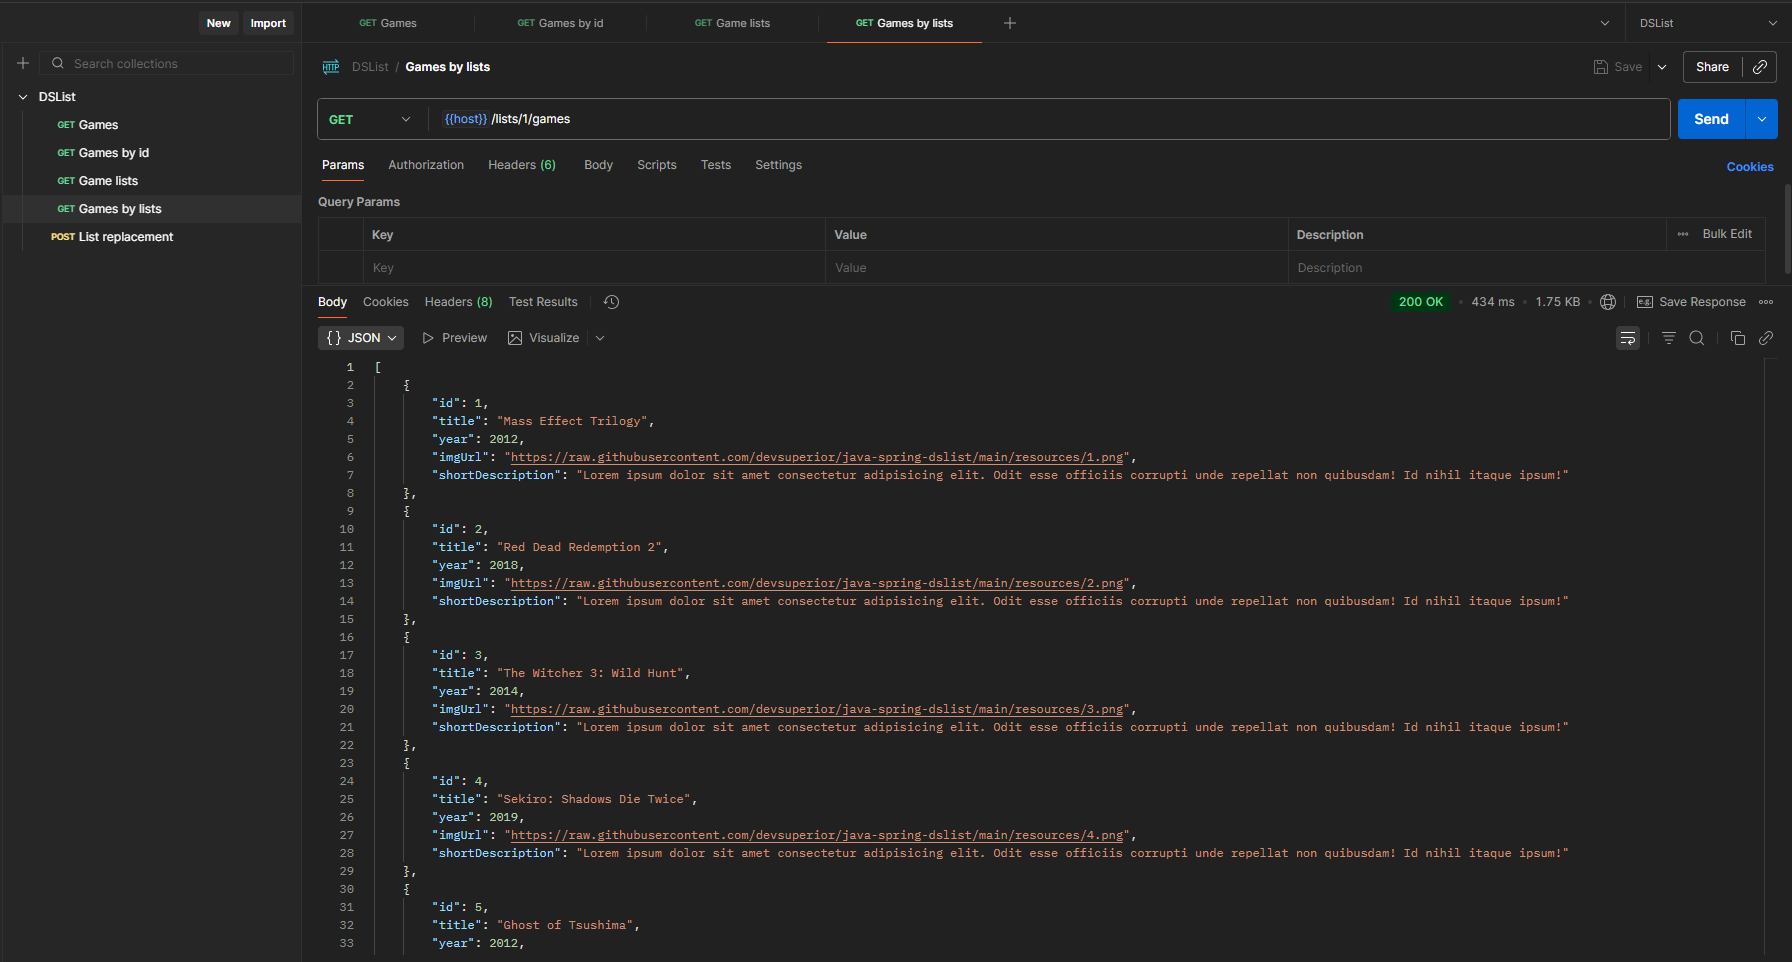 New Import
GET Games
GET Games by id
GET Game lists
GET Games by lists
DSList
Search collections
DSList
GET Games
GET Games by id
GET Game lists
GET Games by lists
POST List replacement
HTTP DSList / Games by lists
Save
Share
GET
{{host}} /lists/1/games
Send
Params Authorization Headers (6) Body Scripts Tests Settings
Cookies
Query Params
Key Value Description Bulk Edit
Key Value Description
Body Cookies Headers (8) Test Results
200 OK • 434 ms • 1.75 KB • e.g. Save Response
{} JSON Preview Visualize
1 [
2 {
3 "id": 1,
4 "title": "Mass Effect Trilogy",
5 "year": 2012,
6 "imgUrl": "https://raw.githubusercontent.com/devsuperior/java-spring-dslist/main/resources/1.png",
7 "shortDescription": "Lorem ipsum dolor sit amet consectetur adipisicing elit. Odit esse officiis corrupti unde repellat non quibusdam! Id nihil itaque ipsum!"
8 },
9 {
10 "id": 2,
11 "title": "Red Dead Redemption 2",
12 "year": 2018,
13 "imgUrl": "https://raw.githubusercontent.com/devsuperior/java-spring-dslist/main/resources/2.png",
14 "shortDescription": "Lorem ipsum dolor sit amet consectetur adipisicing elit. Odit esse officiis corrupti unde repellat non quibusdam! Id nihil itaque ipsum!"
15 },
16 {
17 "id": 3,
18 "title": "The Witcher 3: Wild Hunt",
19 "year": 2014,
20 "imgUrl": "https://raw.githubusercontent.com/devsuperior/java-spring-dslist/main/resources/3.png",
21 "shortDescription": "Lorem ipsum dolor sit amet consectetur adipisicing elit. Odit esse officiis corrupti unde repellat non quibusdam! Id nihil itaque ipsum!"
22 },
23 {
24 "id": 4,
25 "title": "Sekiro: Shadows Die Twice",
26 "year": 2019,
27 "imgUrl": "https://raw.githubusercontent.com/devsuperior/java-spring-dslist/main/resources/4.png",
28 "shortDescription": "Lorem ipsum dolor sit amet consectetur adipisicing elit. Odit esse officiis corrupti unde repellat non quibusdam! Id nihil itaque ipsum!"
29 },
30 {
31 "id": 5,
32 "title": "Ghost of Tsushima",
33 "year": 2012,